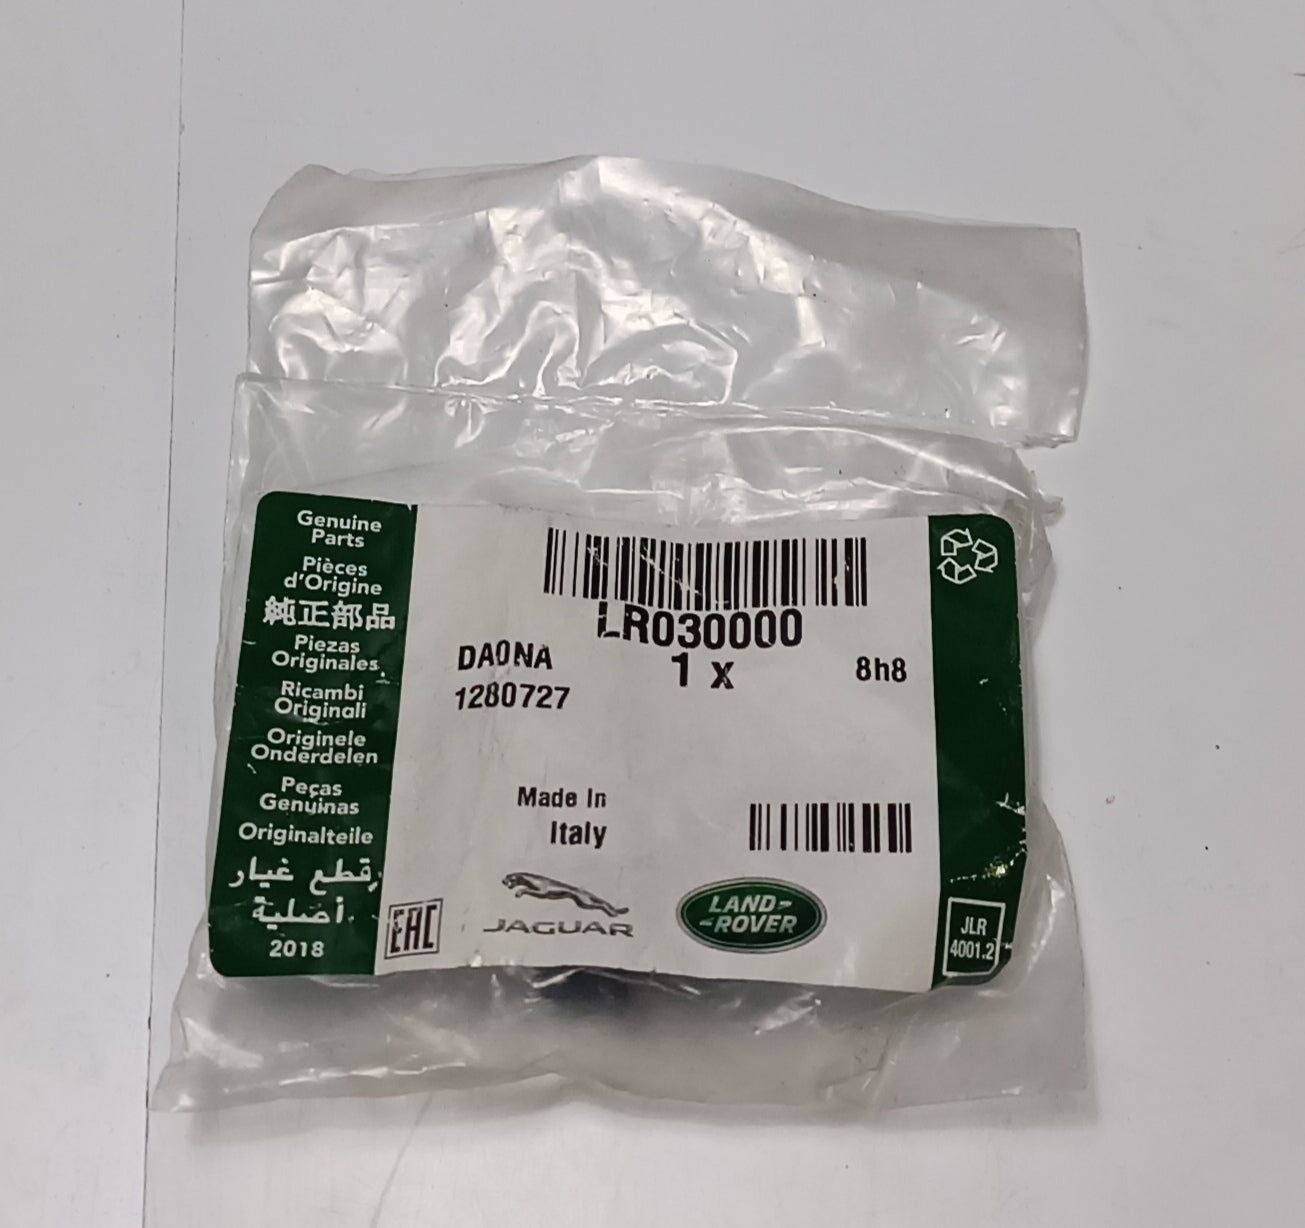 Genuine
Parts
Pièces
d'Origine
純正部品
Piezas
Originales
Ricambi
Originali
Originele
Onderdelen
Peças
Genuinas
Originalteile
قطع غيار
أصلية
2018
EAC
LR030000
DAONA
1 x
8h8
1280727
Made In
Italy
JAGUAR
LAND-
-ROVER
JLR
4001.2